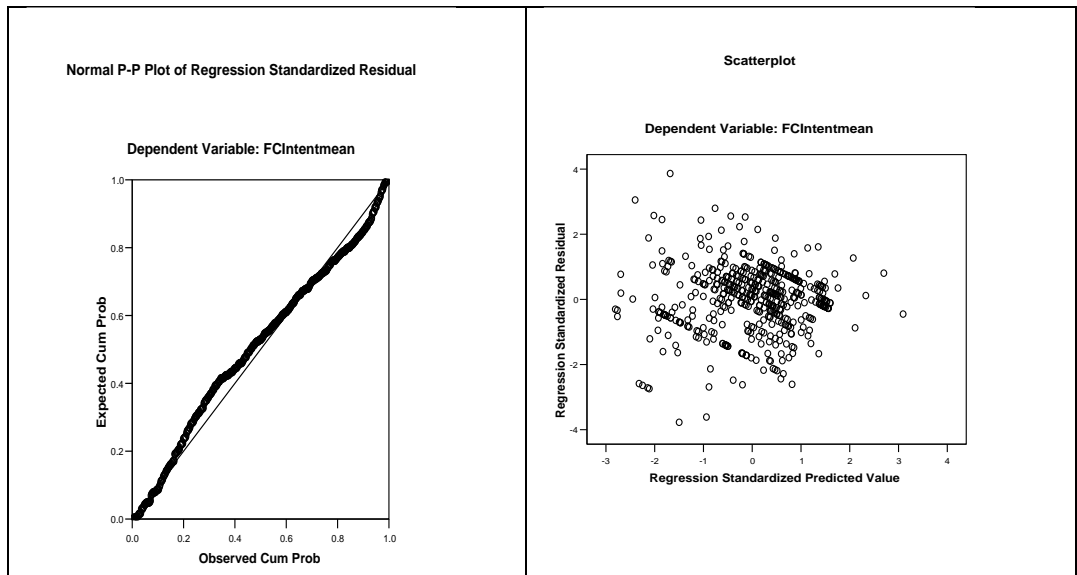 Normal P-P Plot of Regression Standardized Residual
Dependent Variable: FCIntentmean
Expected Cum Prob
1.0
0.8
0.6
0.4
0.2
0.0
0.0 0.2 0.4 0.6 0.8 1.0
Observed Cum Prob
Scatterplot
Dependent Variable: FCIntentmean
Regression Standardized Residual
4
2
0
-2
-4
-3 -2 -1 0 1 2 3 4
Regression Standardized Predicted Value